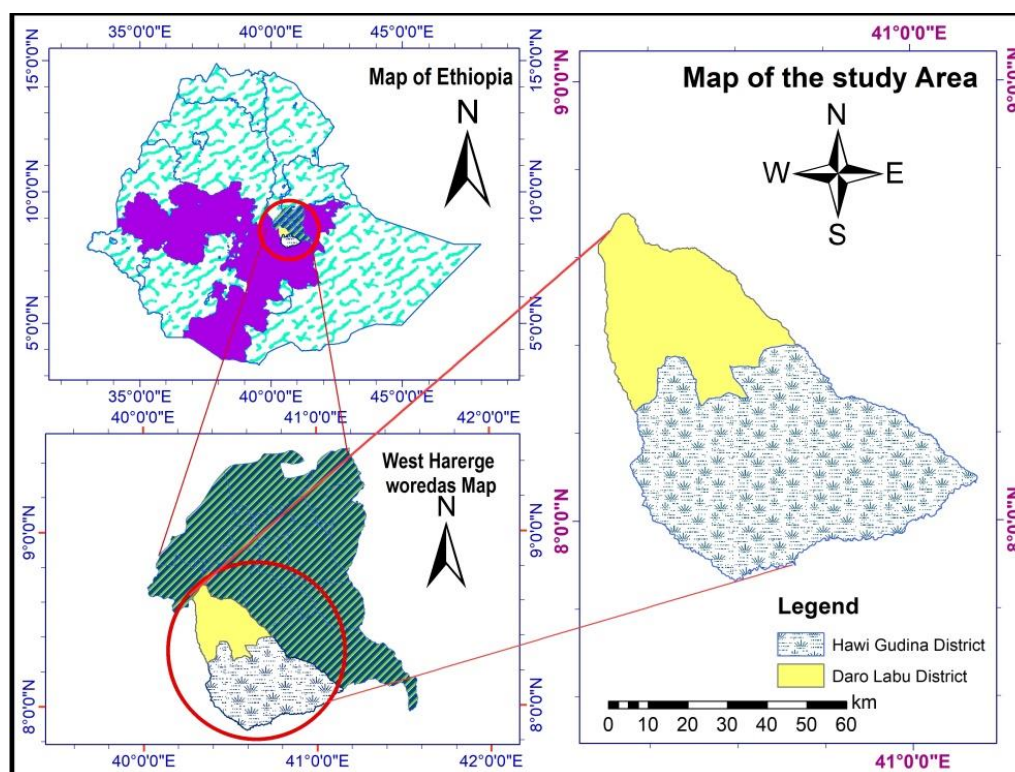 35°0'0"E 40°0'0"E 45°0'0"E
Map of Ethiopia
N
15°0'0"N
10°0'0"N
5°0'0"N
15°0'0"N
10°0'0"N
5°0'0"N
35°0'0"E 40°0'0"E 45°0'0"E
40°0'0"E 41°0'0"E 42°0'0"E
West Harerge
woredas Map
N
9°0'0"N
8°0'0"N
9°0'0"N
8°0'0"N
40°0'0"E 41°0'0"E 42°0'0"E
41°0'0"E
Map of the study Area
N
W E
S
9°0'0"N
8°0'0"N
9°0'0"N
8°0'0"N
Legend
Hawi Gudina District
Daro Labu District
km
0 10 20 30 40 50 60
41°0'0"E